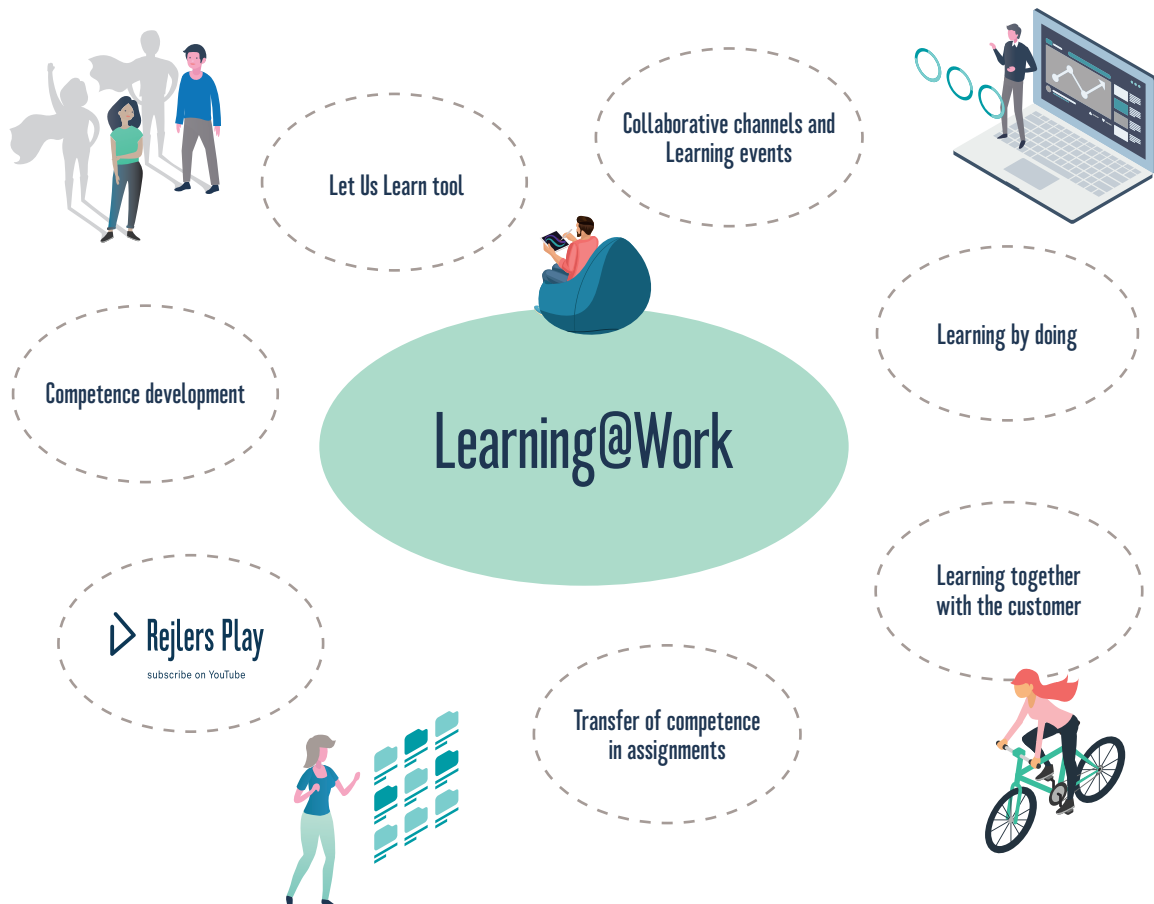 Collaborative channels and
Learning events
Let Us Learn tool
Learning by doing
Competence development
Learning@Work
Learning together
with the customer
Rejlers Play
subscribe on YouTube
Transfer of competence
in assignments